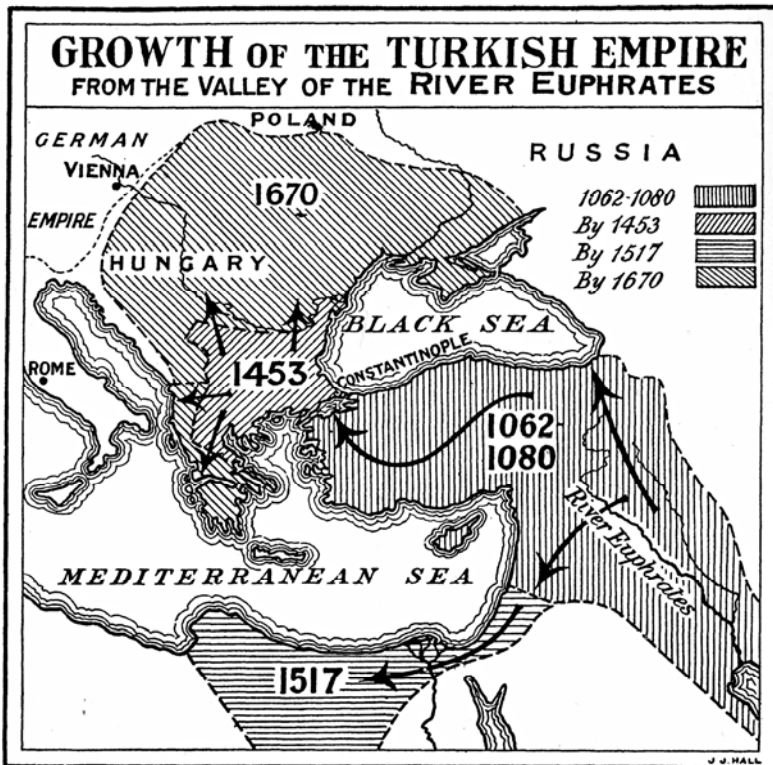 GROWTH OF THE TURKISH EMPIRE
FROM THE VALLEY OF THE RIVER EUPHRATES
GERMAN
EMPIRE
POLAND
VIENNA
RUSSIA
1670
1062-1080
By 1453
By 1517
By 1670
HUNGARY
BLACK SEA
CONSTANTINOPLE
ROME
1453
1062-
1080
River Euphrates
MEDITERRANEAN SEA
1517
J.J.HALL